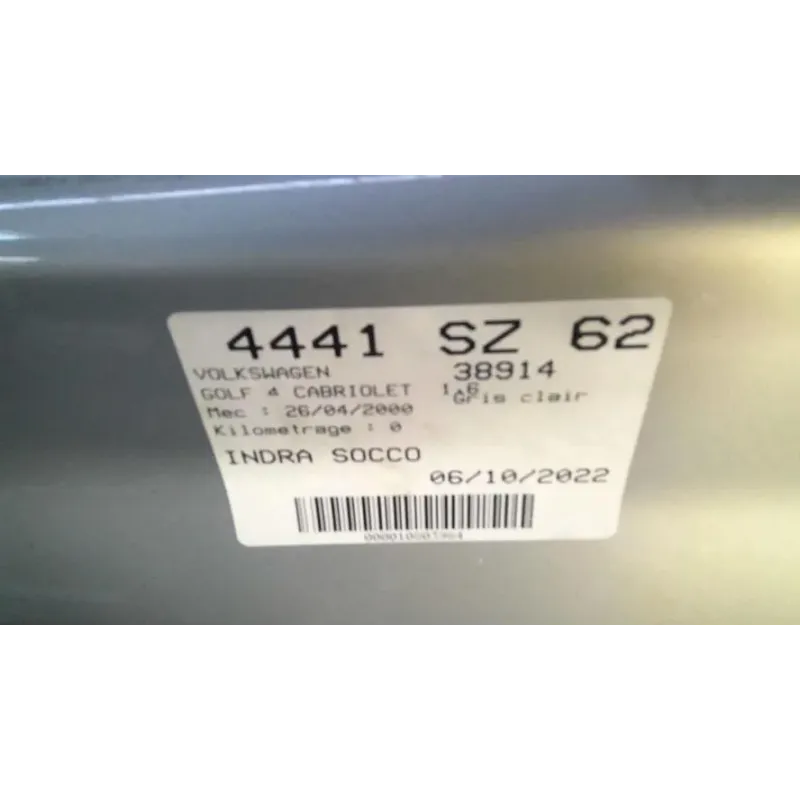 4441 SZ 62
VOLKSWAGEN 38914
GOLF 4 CABRIOLET 1.6
Gris clair
Mec : 26/04/2000
Kilometrage : 0
INDRA SOCCO
06/10/2022